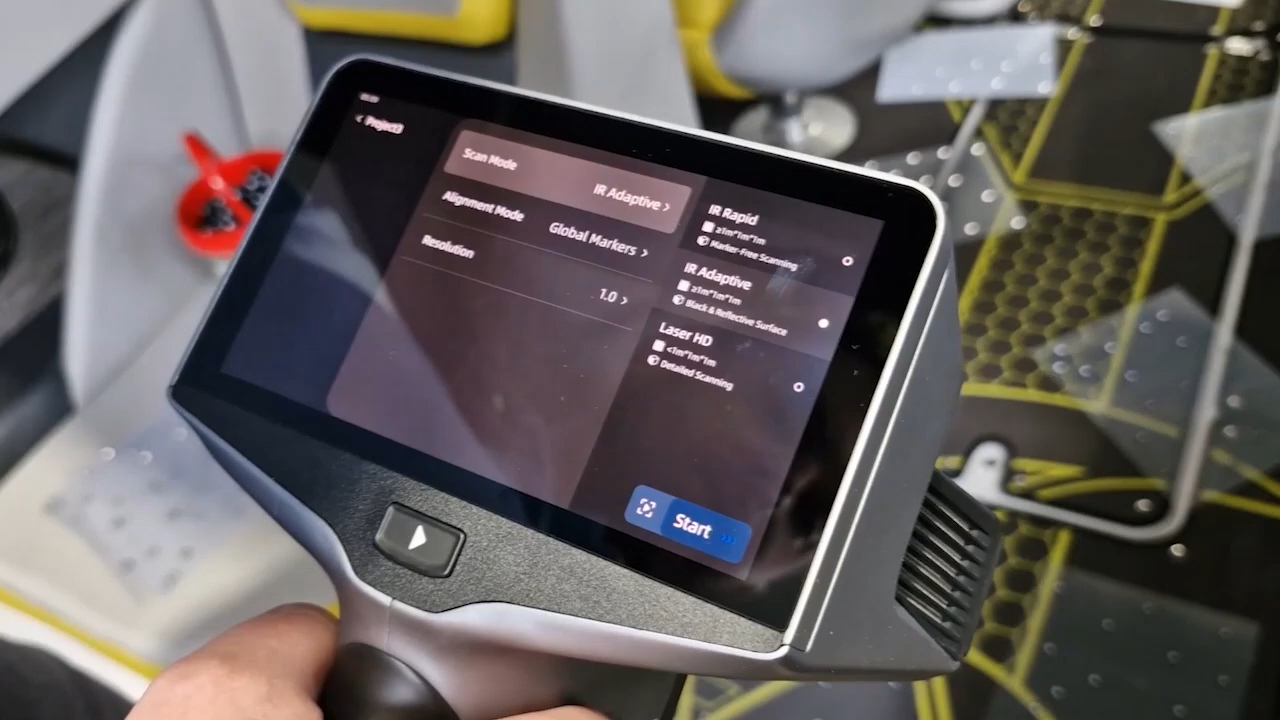 Project3
Scan Mode
IR Adaptive >
Alignment Mode
Global Markers >
Resolution
1.0 >
IR Rapid
≥1m*1m*1m
Marker-Free Scanning
IR Adaptive
≥1m*1m*1m
Black & Reflective Surface
Laser HD
<1m*1m*1m
Detailed Scanning
Start